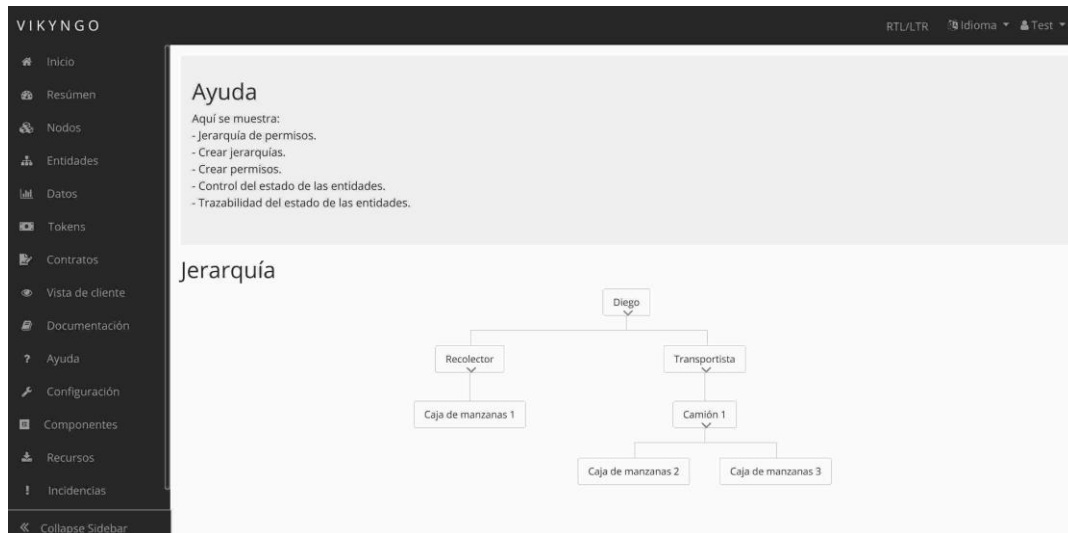 VIKYNGO
RTL/LTR Idioma Test
Inicio
Resúmen
Nodos
Entidades
Datos
Tokens
Contratos
Vista de cliente
Documentación
Ayuda
Configuración
Componentes
Recursos
Incidencias
Collapse Sidebar
Ayuda
Aquí se muestra:
- Jerarquía de permisos.
- Crear jerarquías.
- Crear permisos.
- Control del estado de las entidades.
- Trazabilidad del estado de las entidades.
Jerarquía
Diego
Recolector Transportista
Caja de manzanas 1 Camión 1
Caja de manzanas 2 Caja de manzanas 3